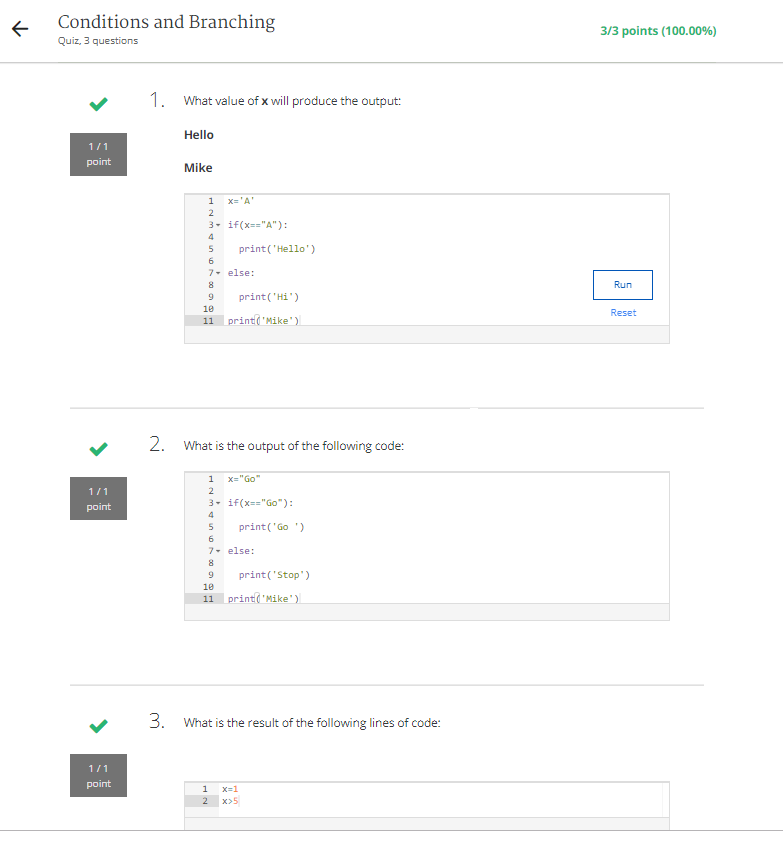 Conditions and Branching
Quiz, 3 questions
3/3 points (100.00%)
1. What value of x will produce the output:
1 / 1
point
Hello
Mike
1 x='A'
2
3 if(x=="A"):
4
5 print('Hello')
6
7 else:
8
9 print('Hi')
10
11 print('Mike')
Run
Reset
2. What is the output of the following code:
1 / 1
point
1 x="Go"
2
3 if(x=="Go"):
4
5 print('Go ')
6
7 else:
8
9 print('Stop')
10
11 print('Mike')
3. What is the result of the following lines of code:
1 / 1
point
1 x=1
2 x>5